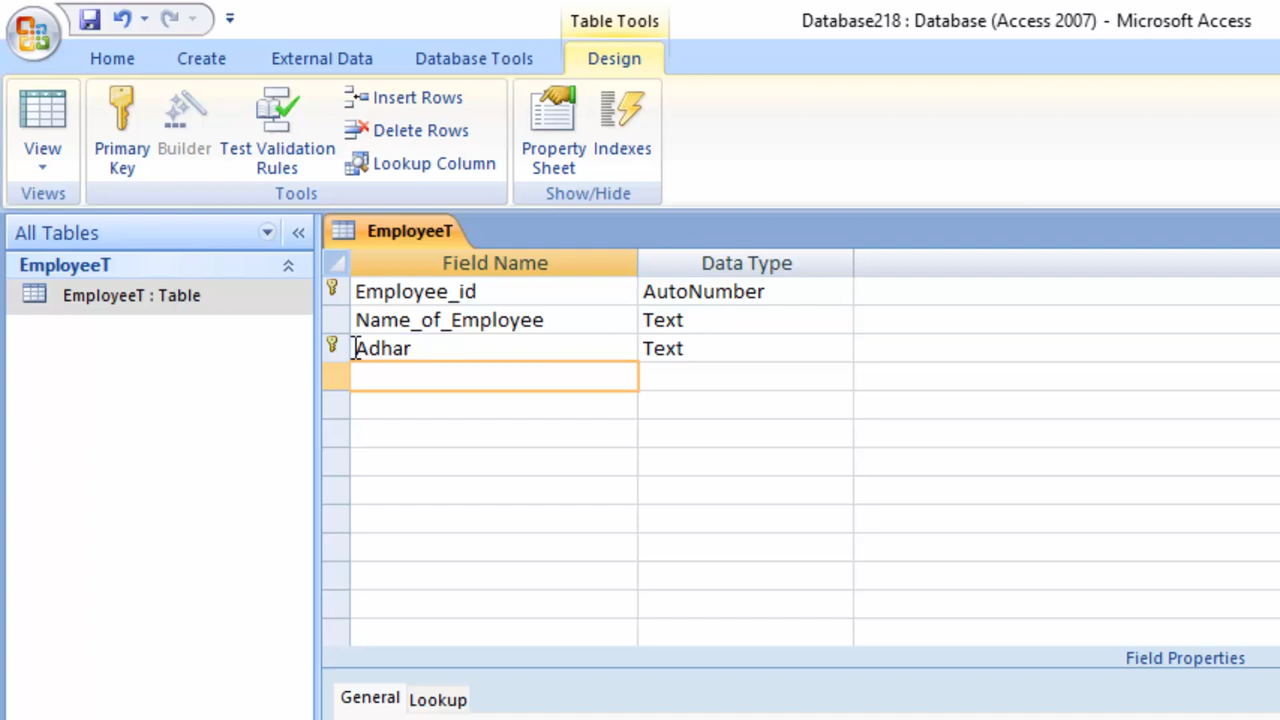 Table Tools
Database218 : Database (Access 2007) - Microsoft Access
Home Create External Data Database Tools Design
View
Primary Key
Builder
Test Validation Rules
Insert Rows
Delete Rows
Lookup Column
Property Sheet
Indexes
Views Tools Show/Hide
All Tables «
EmployeeT
EmployeeT : Table
EmployeeT
Field Name Data Type
Employee_id AutoNumber
Name_of_Employee Text
Adhar Text
Field Properties
General Lookup